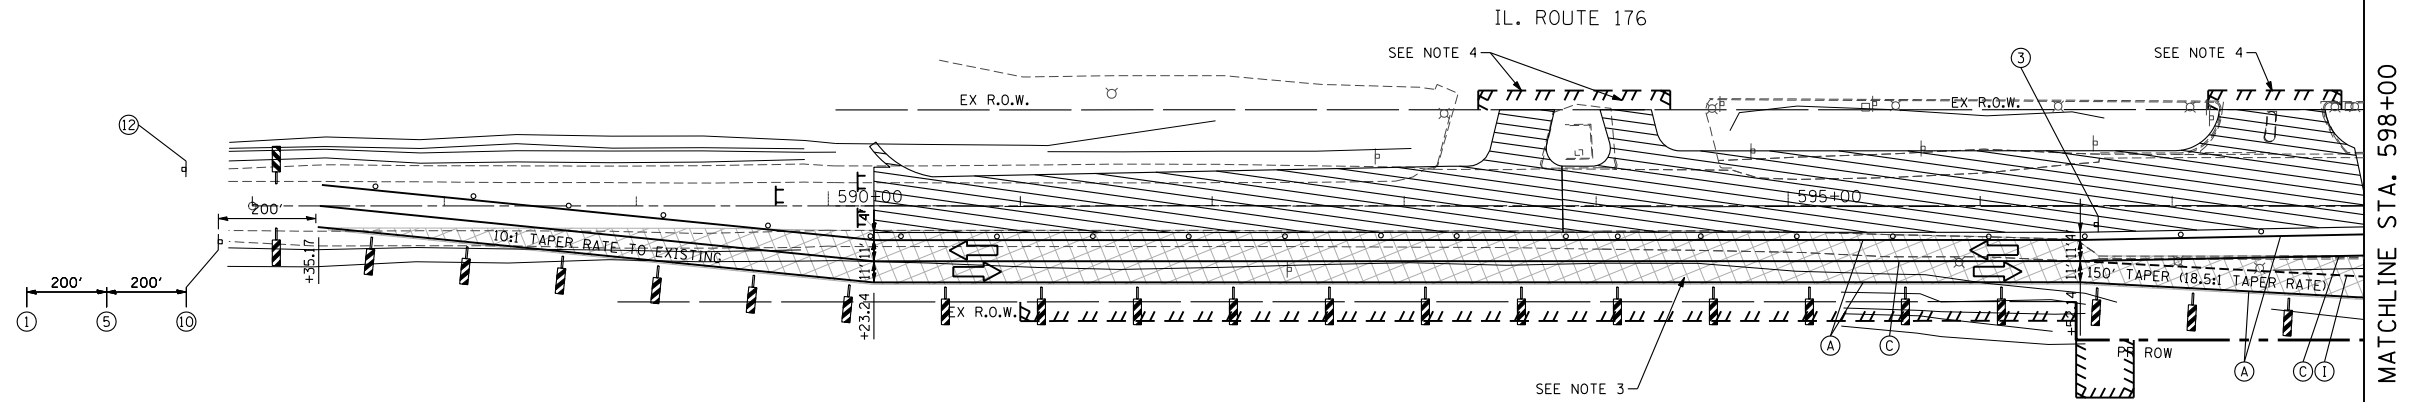 IL. ROUTE 176
SEE NOTE 4
3
SEE NOTE 4
MATCHLINE STA. 598+00
12
EX R.O.W.
EX R.O.W.
590+00
595+00
200'
10:1 TAPER RATE TO EXISTING
+35.17
4'
11'
11'
4'
11'
11'
150' TAPER (18.5:1 TAPER RATE)
200'
200'
1
5
10
+23.24
EX R.O.W.
A
C
PR ROW
A
C
I
SEE NOTE 3